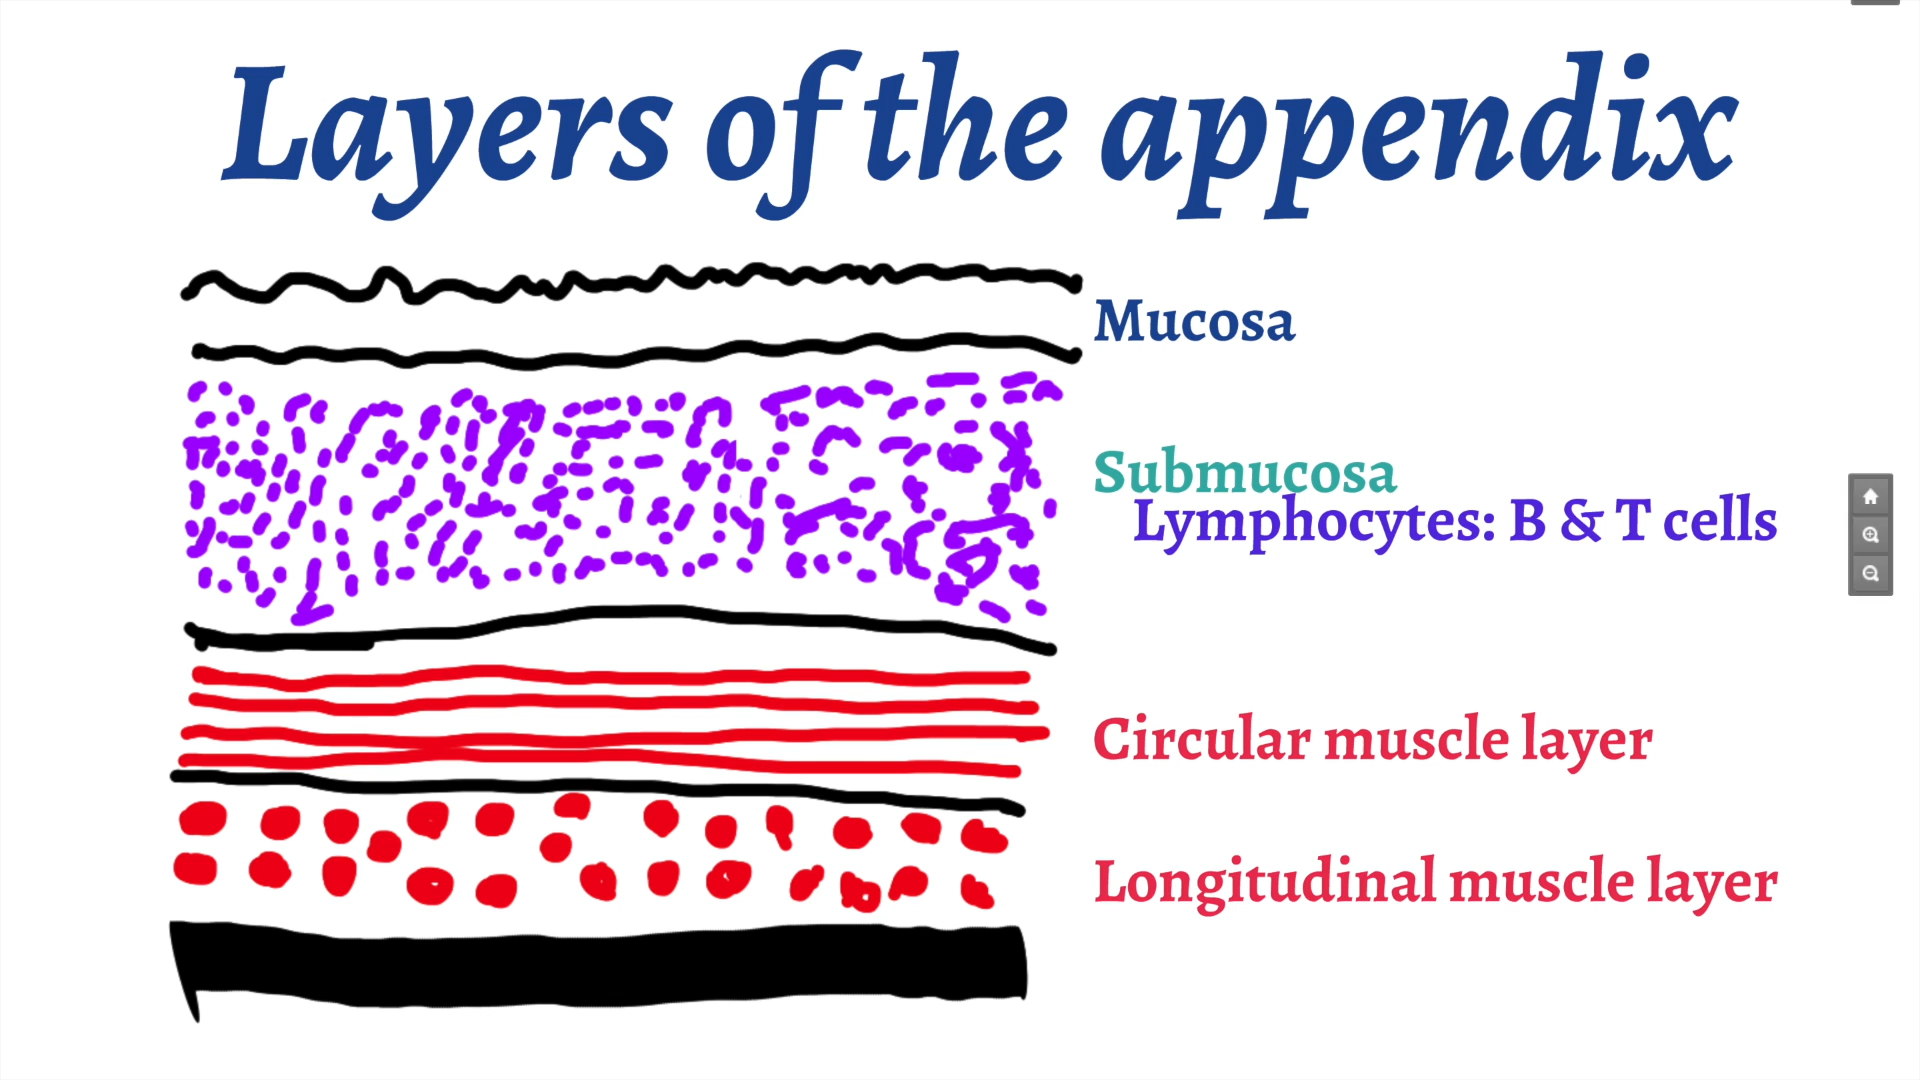 Layers of the appendix
Mucosa
Submucosa
Lymphocytes: B & T cells
Circular muscle layer
Longitudinal muscle layer